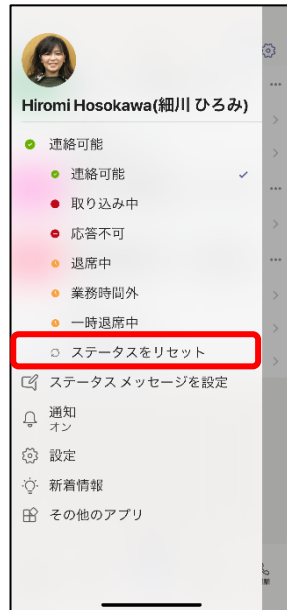 Hiromi Hosokawa(細川 ひろみ)
連絡可能
連絡可能
取り込み中
応答不可
退席中
業務時間外
一時退席中
ステータスをリセット
ステータス メッセージを設定
通知
オン
設定
新着情報
その他のアプリ